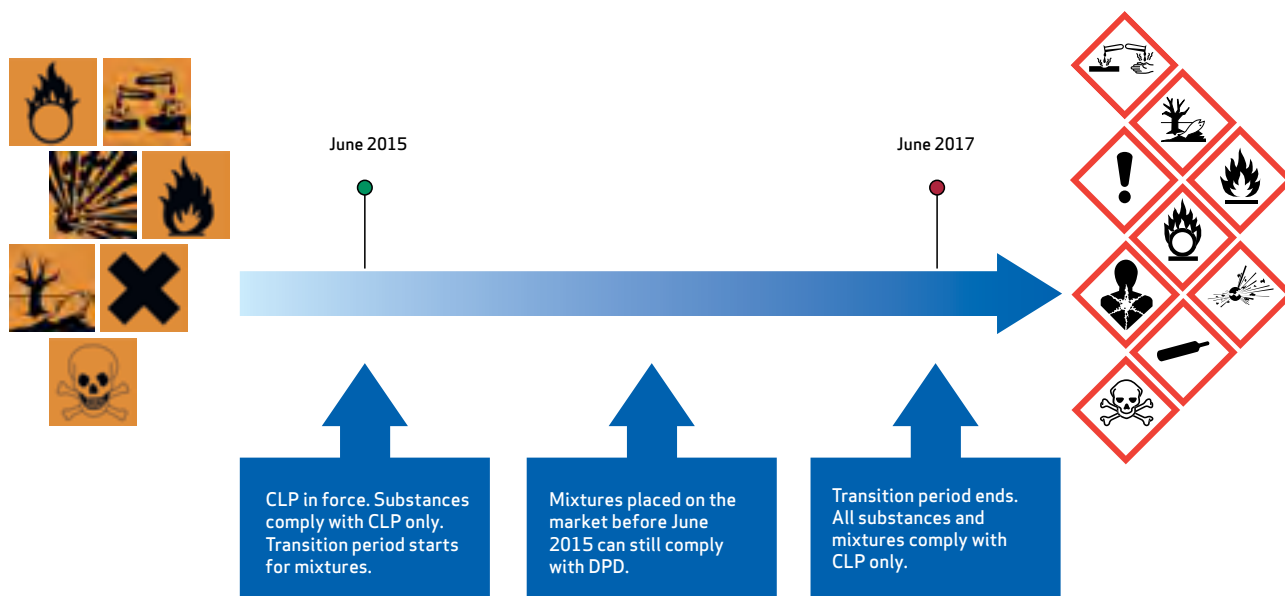 June 2015
June 2017
CLP in force. Substances
comply with CLP only.
Transition period starts
for mixtures.
Mixtures placed on the
market before June
2015 can still comply
with DPD.
Transition period ends.
All substances and
mixtures comply with
CLP only.